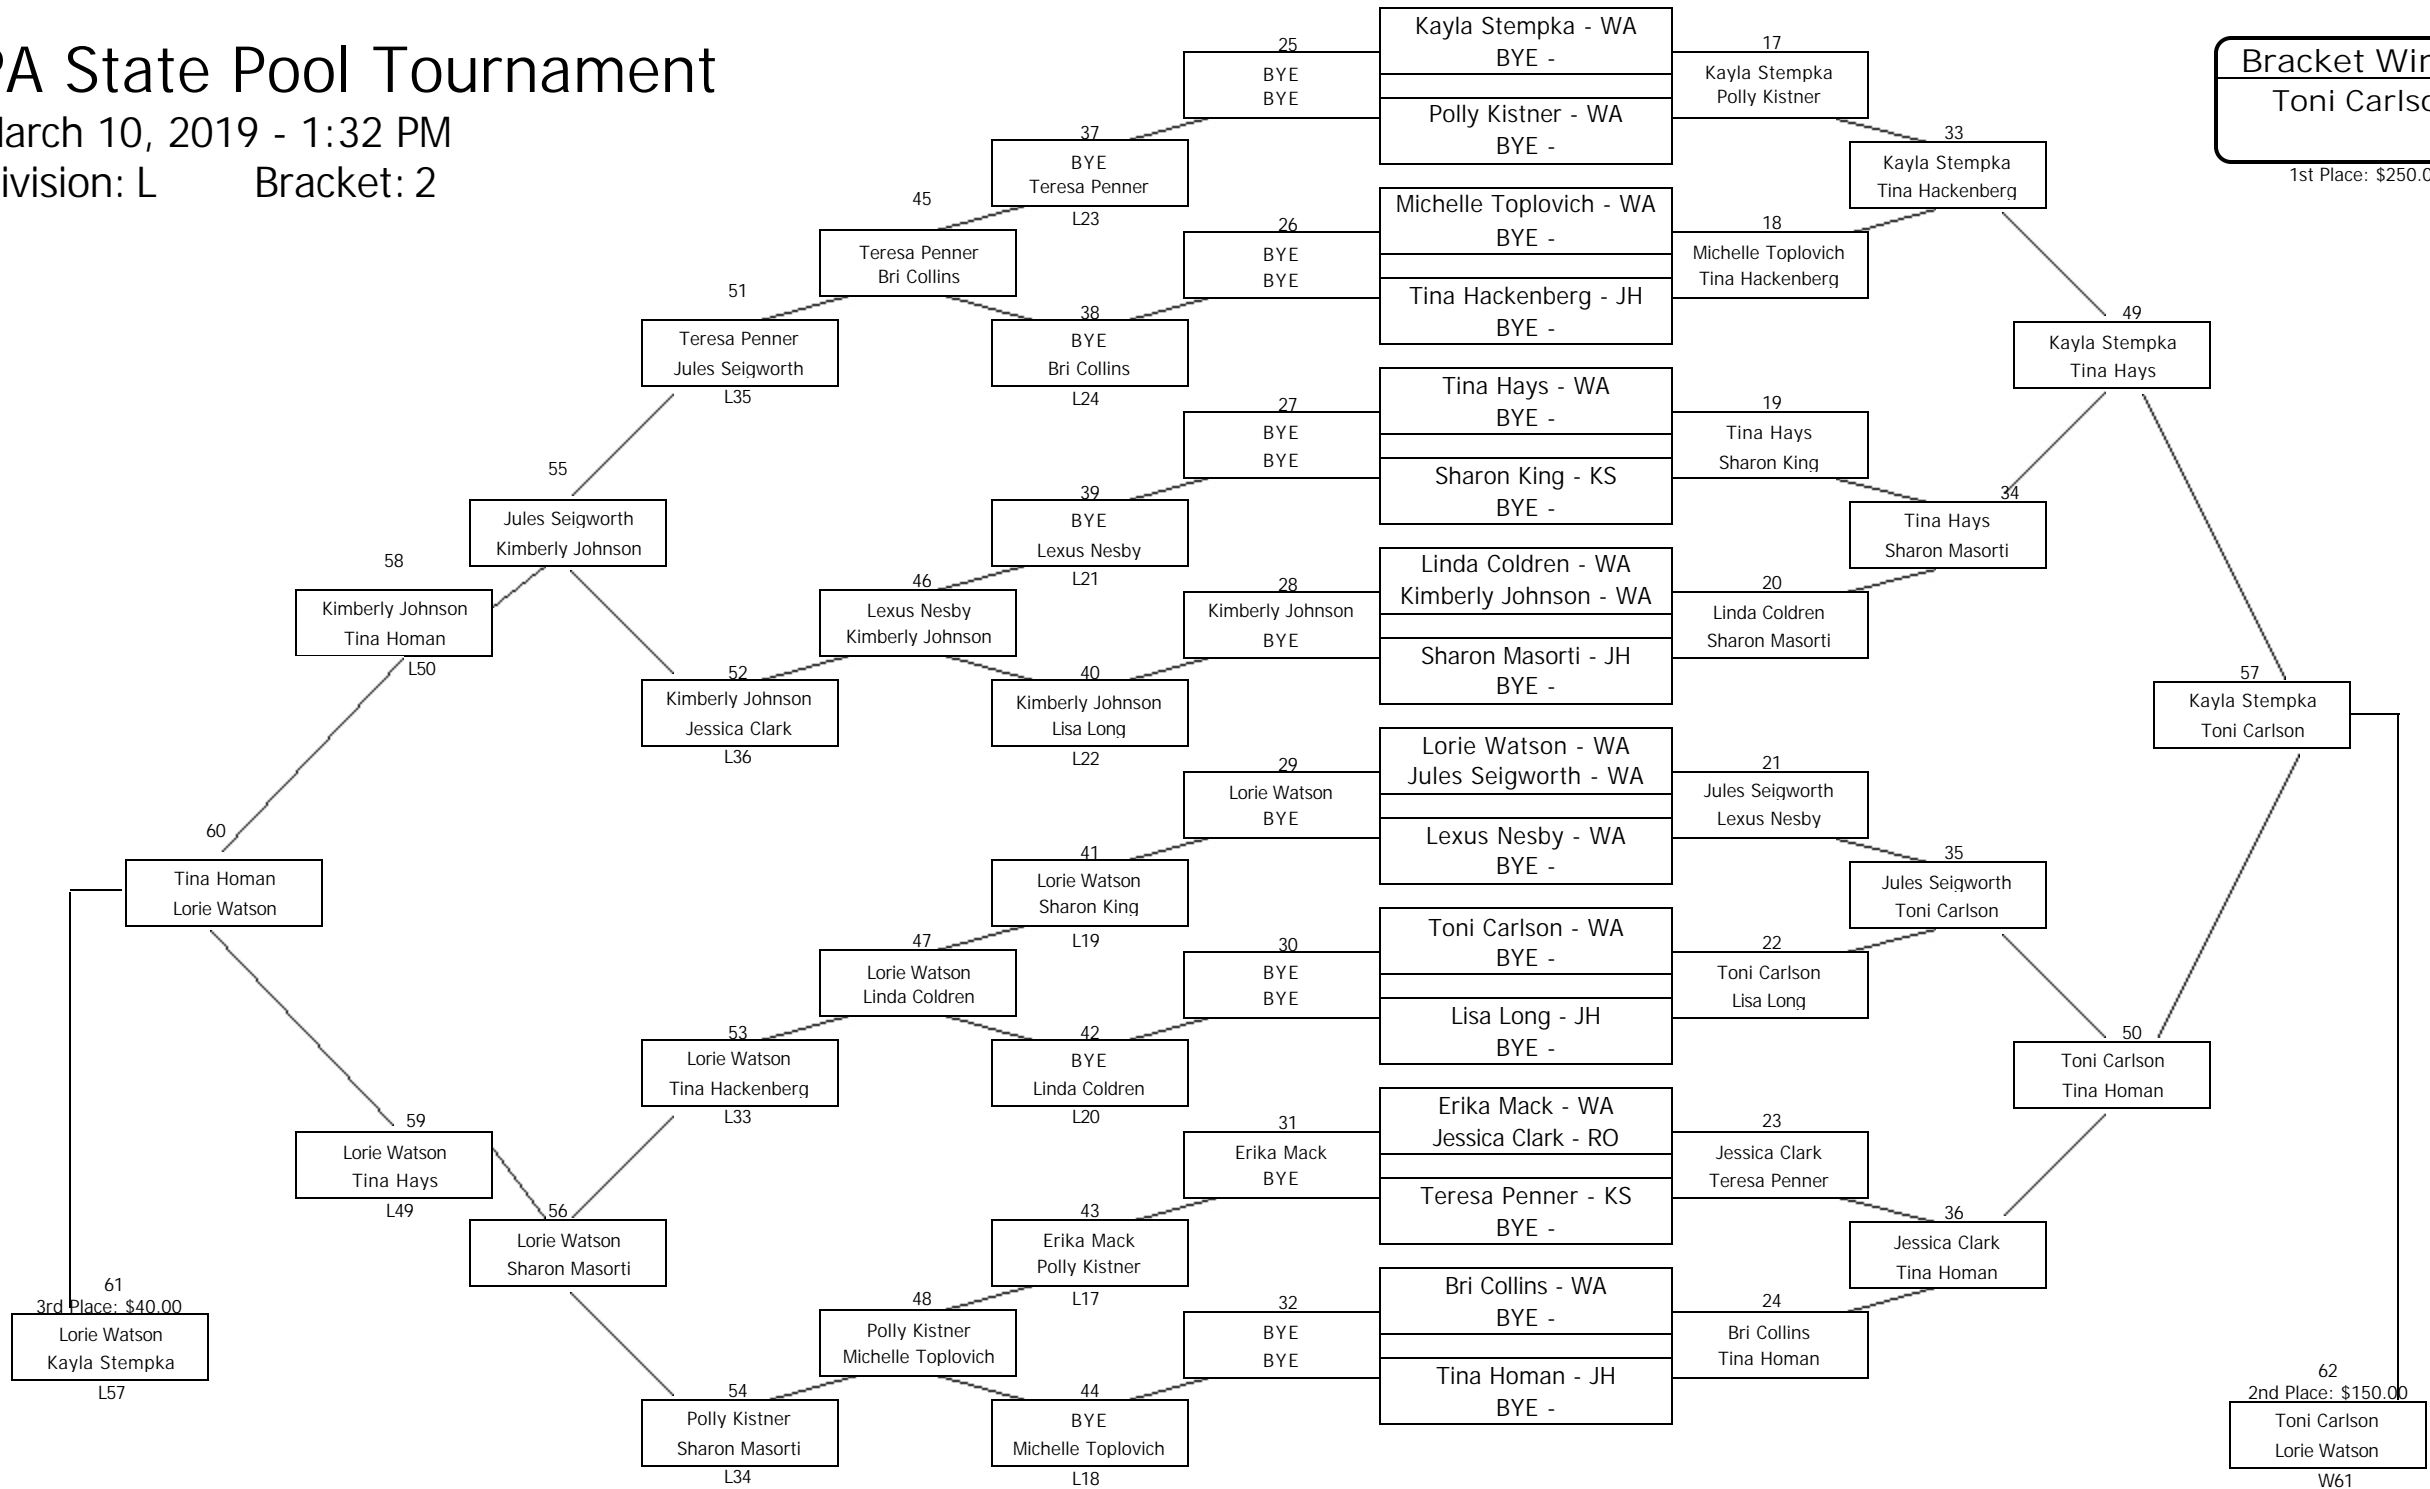 PA State Pool Tournament
March 10, 2019 - 1:32 PM
Division: L Bracket: 2
Bracket
Toni
1st Place:
Kayla Stempka - WA
BYE -
Polly Kistner - WA
BYE -
Michelle Toplovich - WA
BYE -
Tina Hackenberg - JH
BYE -
Tina Hays - WA
BYE -
Sharon King - KS
BYE -
Linda Coldren - WA
Kimberly Johnson - WA
Sharon Masorti - JH
BYE -
Lorie Watson - WA
Jules Seigworth - WA
Lexus Nesby - WA
BYE -
Toni Carlson - WA
BYE -
Lisa Long - JH
BYE -
Erika Mack - WA
Jessica Clark - RO
Teresa Penner - KS
BYE -
Bri Collins - WA
BYE -
Tina Homan - JH
BYE -
17
Kayla Stempka
Polly Kistner
18
Michelle Toplovich
Tina Hackenberg
19
Tina Hays
Sharon King
20
Linda Coldren
Sharon Masorti
21
Jules Seigworth
Lexus Nesby
22
Toni Carlson
Lisa Long
23
Jessica Clark
Teresa Penner
24
Bri Collins
Tina Homan
33
Kayla Stempka
Tina Hackenberg
34
Tina Hays
Sharon Masorti
35
Jules Seigworth
Toni Carlson
36
Jessica Clark
Tina Homan
49
Kayla Stempka
Tina Hays
50
Toni Carlson
Tina Homan
57
Kayla Stempka
Toni Carlson
62
2nd Place: $150.00
Toni Carlson
Lorie Watson
W61
25
BYE
BYE
26
BYE
BYE
27
BYE
BYE
28
Kimberly Johnson
BYE
29
Lorie Watson
BYE
30
BYE
BYE
31
Erika Mack
BYE
32
BYE
BYE
37
BYE
Teresa Penner
L23
38
BYE
Bri Collins
L24
39
BYE
Lexus Nesby
L21
40
Kimberly Johnson
Lisa Long
L22
41
Lorie Watson
Sharon King
L19
42
BYE
Linda Coldren
L20
43
Erika Mack
Polly Kistner
L17
44
BYE
Michelle Toplovich
L18
45
Teresa Penner
Bri Collins
46
Lexus Nesby
Kimberly Johnson
47
Lorie Watson
Linda Coldren
48
Polly Kistner
Michelle Toplovich
51
Teresa Penner
Jules Seigworth
L35
52
Kimberly Johnson
Jessica Clark
L36
53
Lorie Watson
Tina Hackenberg
L33
54
Polly Kistner
Sharon Masorti
L34
55
Jules Seigworth
Kimberly Johnson
56
Lorie Watson
Sharon Masorti
58
Kimberly Johnson
Tina Homan
L50
59
Lorie Watson
Tina Hays
L49
60
Tina Homan
Lorie Watson
61
3rd Place: $40.00
Lorie Watson
Kayla Stempka
L57